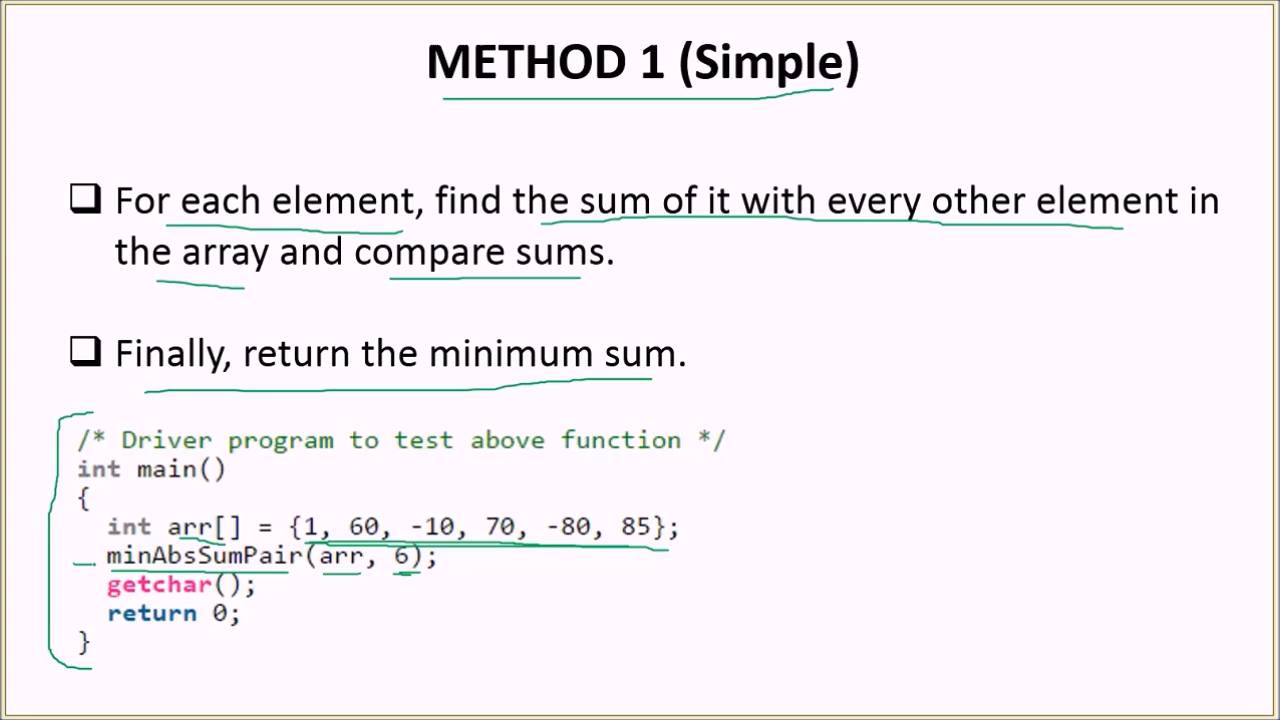 METHOD 1 (Simple)
❑ For each element, find the sum of it with every other element in
the array and compare sums.
❑ Finally, return the minimum sum.
/* Driver program to test above function */
int main()
{
  int arr[] = {1, 60, -10, 70, -80, 85};
  minAbsSumPair(arr, 6);
  getchar();
  return 0;
}